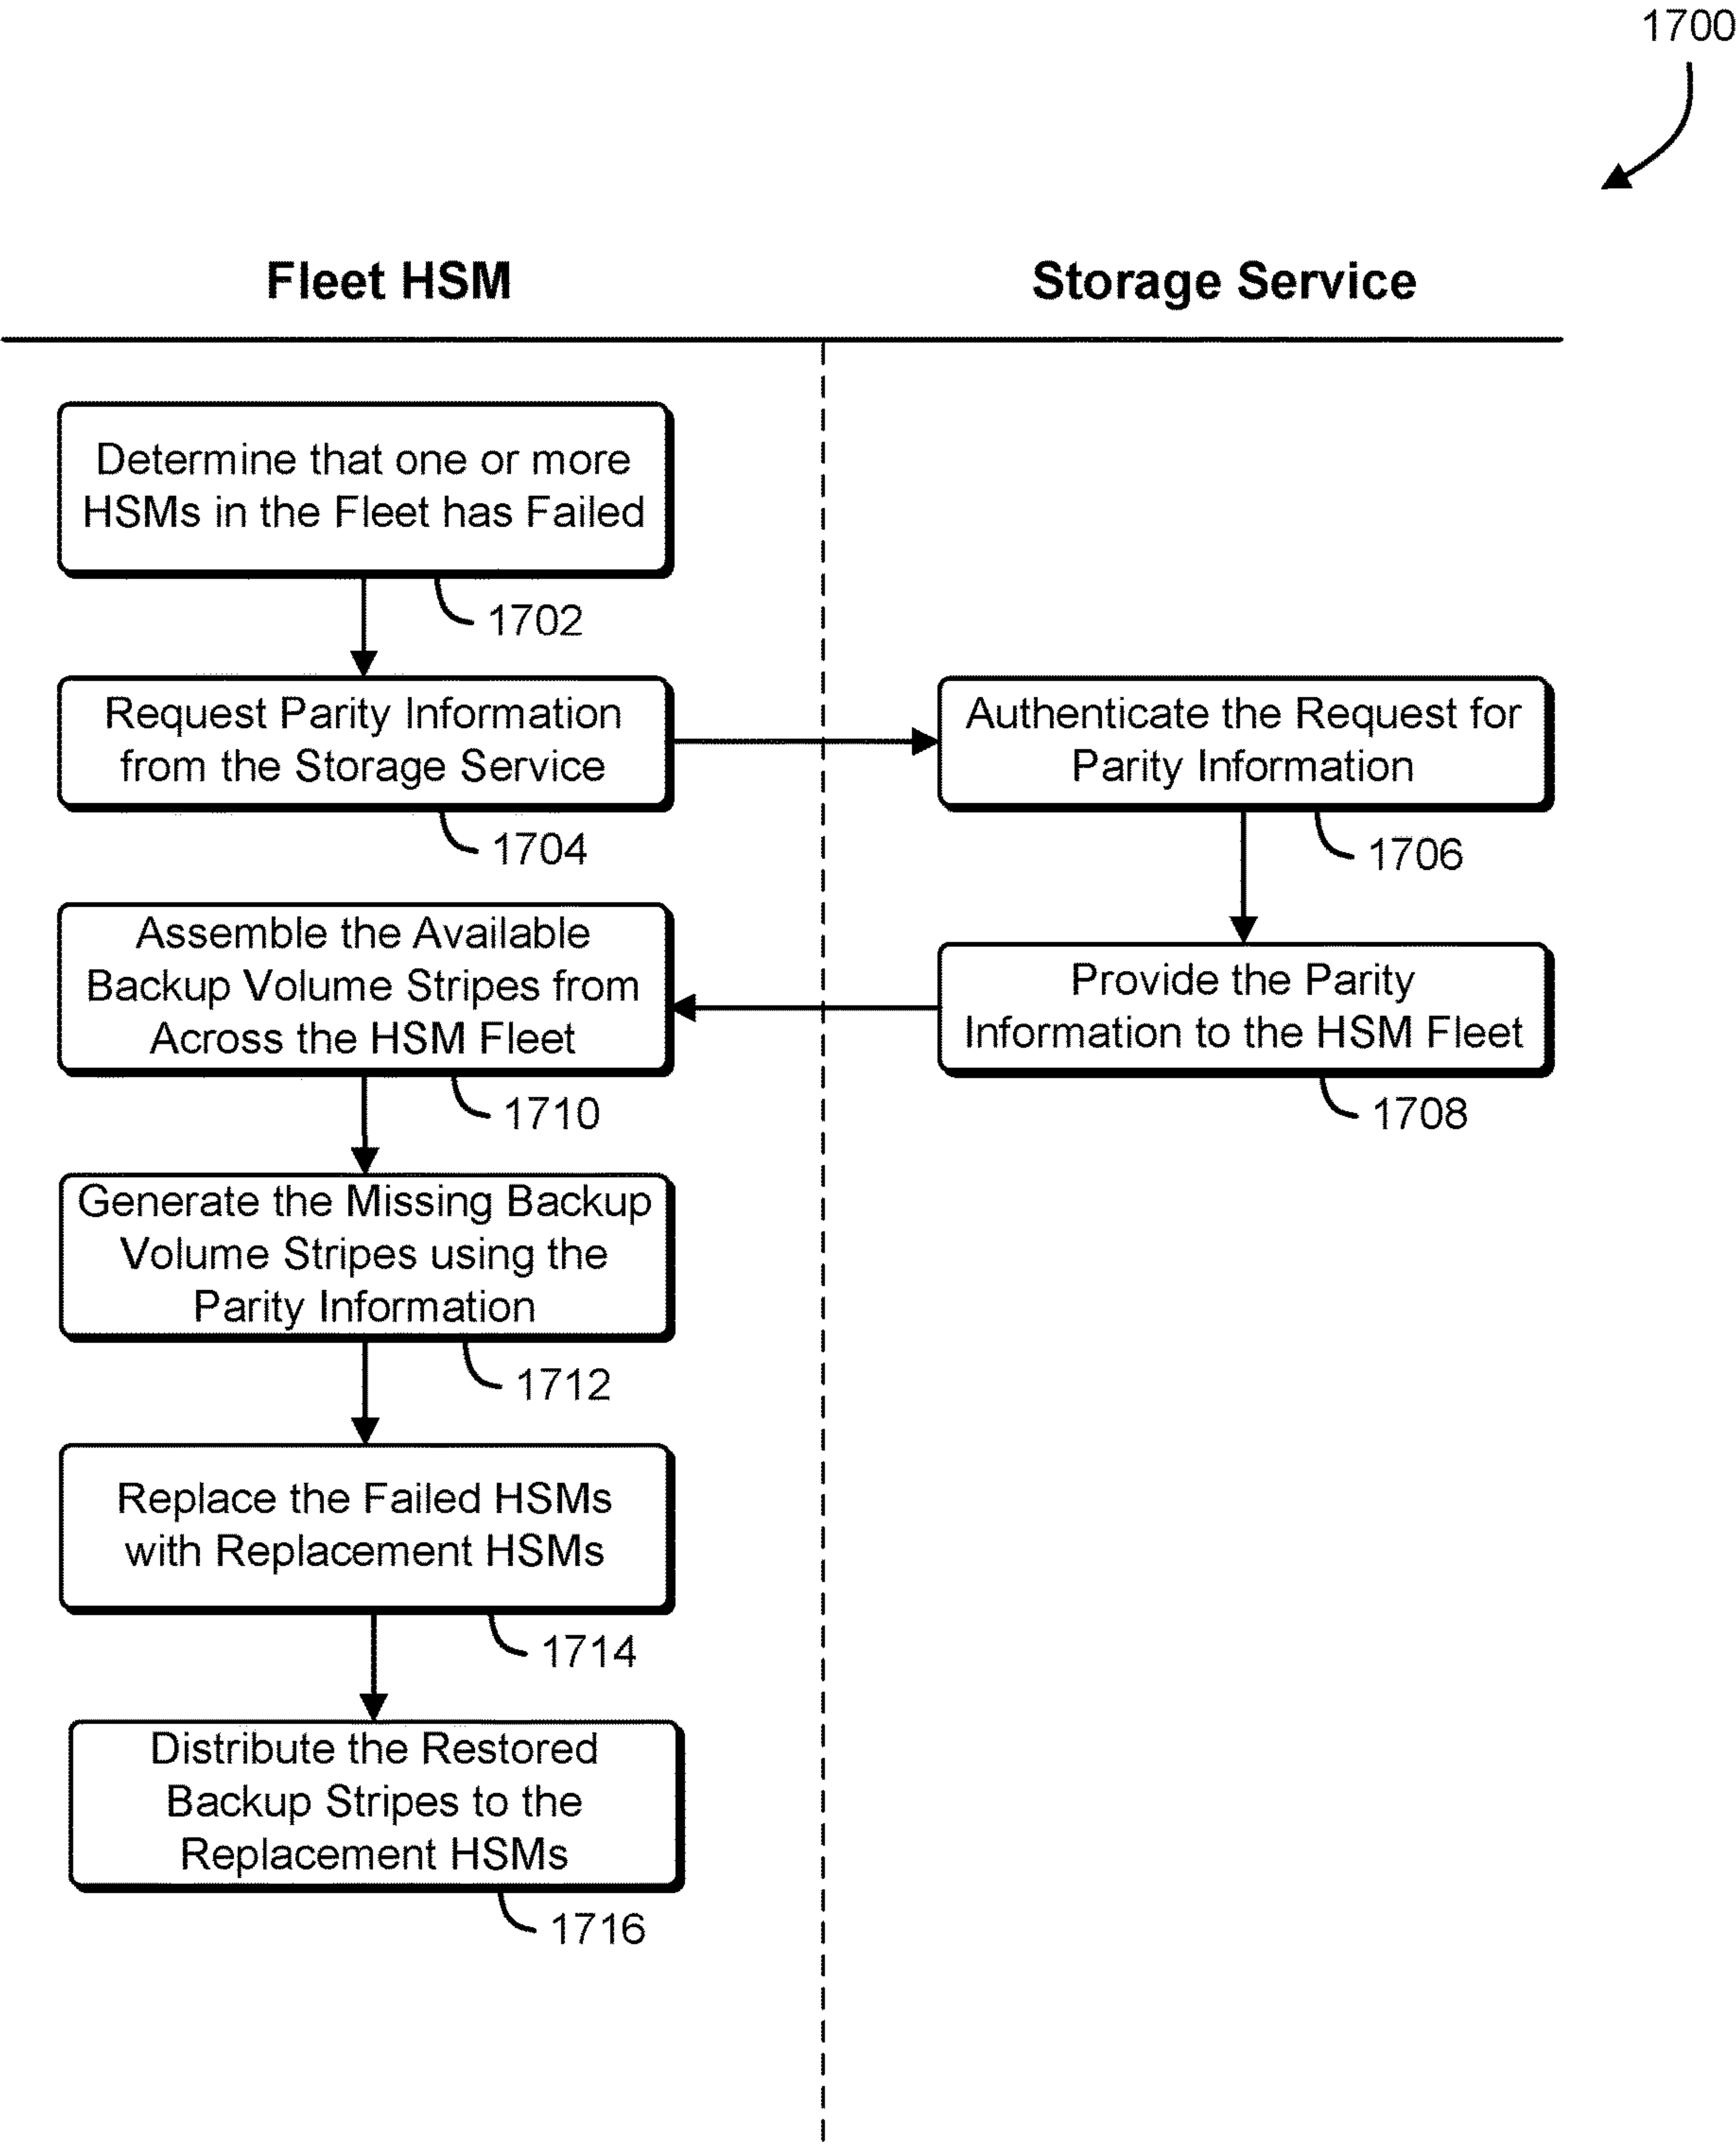 1700
Fleet HSM
Storage Service
Determine that one or more
HSMs in the Fleet has Failed
1702
Request Parity Information
from the Storage Service
1704
Authenticate the Request for
Parity Information
1706
Provide the Parity
Information to the HSM Fleet
1708
Assemble the Available
Backup Volume Stripes from
Across the HSM Fleet
1710
Generate the Missing Backup
Volume Stripes using the
Parity Information
1712
Replace the Failed HSMs
with Replacement HSMs
1714
Distribute the Restored
Backup Stripes to the
Replacement HSMs
1716